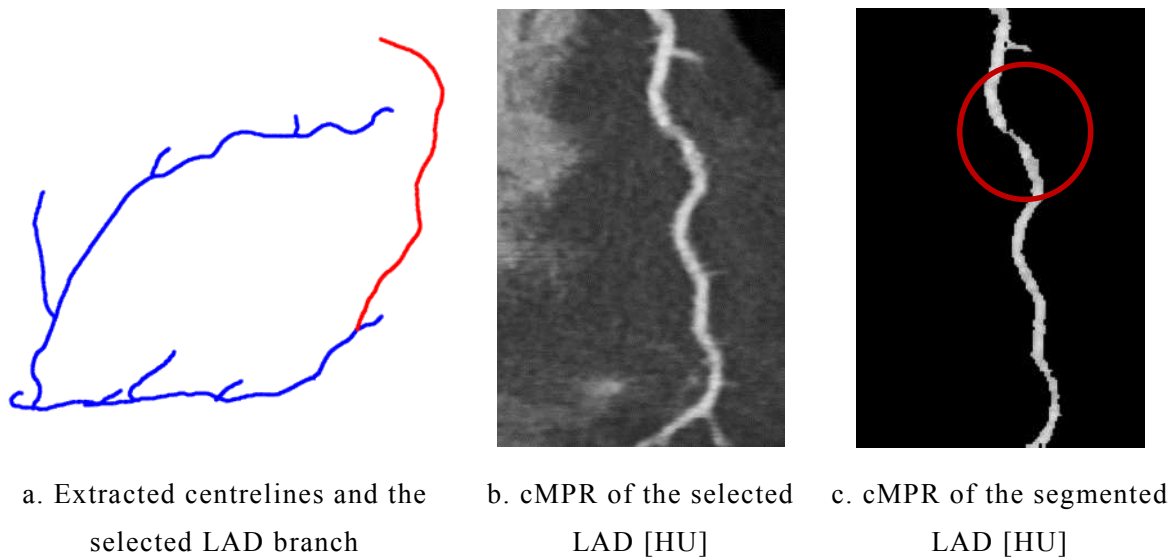 a. Extracted centrelines and the
selected LAD branch
b. cMPR of the selected
LAD [HU]
c. cMPR of the segmented
LAD [HU]